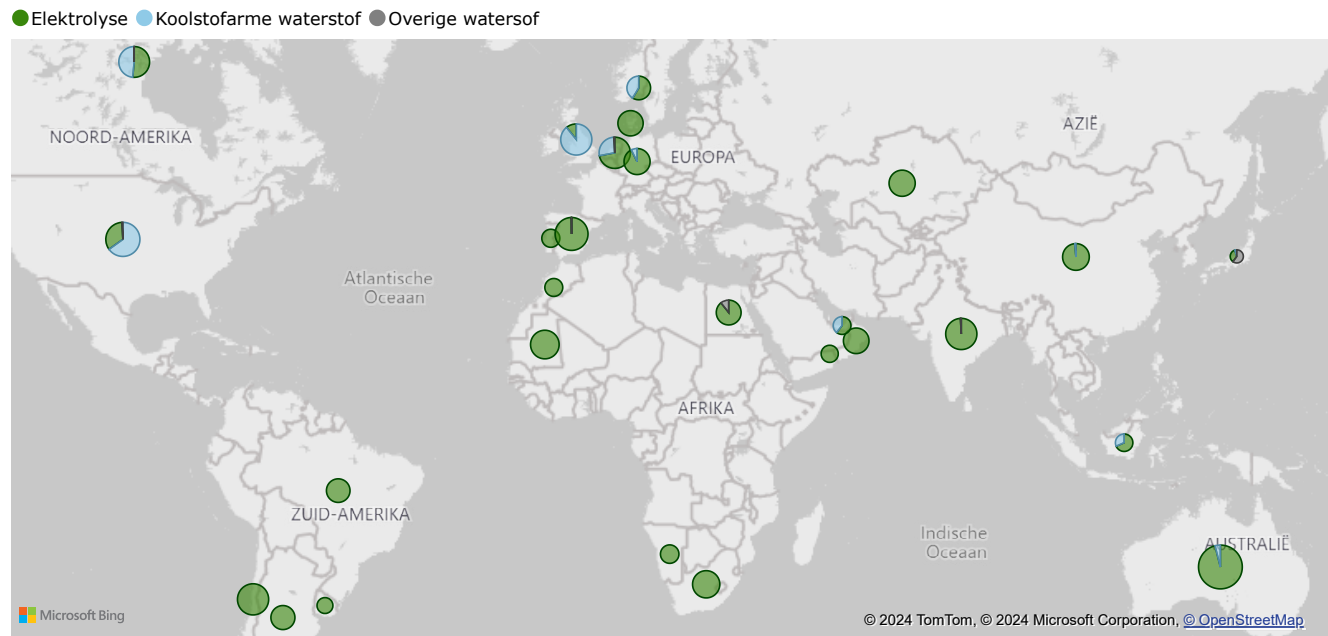 Elektrolyse Koolstofarme waterstof Overige watersof
NOORD-AMERIKA
EUROPA
AZIË
Atlantische
Oceaan
AFRIKA
ZUID-AMERIKA
Indische
Oceaan
AUSTRALIË
Microsoft Bing
© 2024 TomTom, © 2024 Microsoft Corporation, © OpenStreetMap